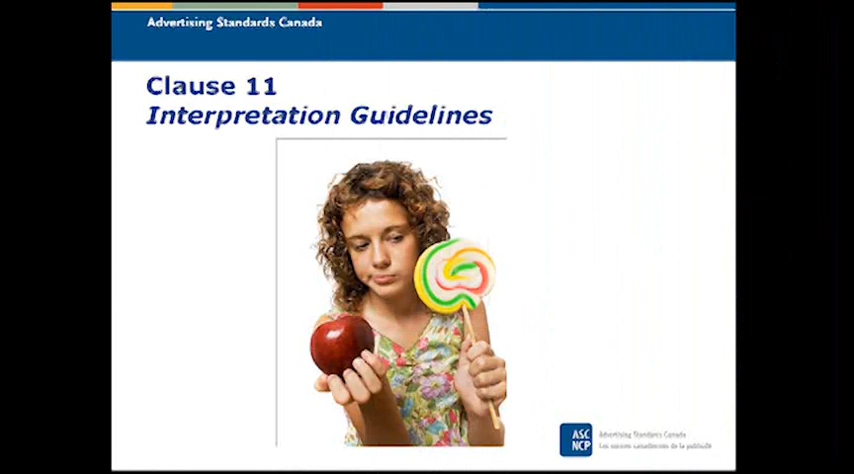 Advertising Standards Canada
Clause 11
Interpretation Guidelines
ASC
NCP
Advertising Standards Canada
Les normes canadiennes de la publicité